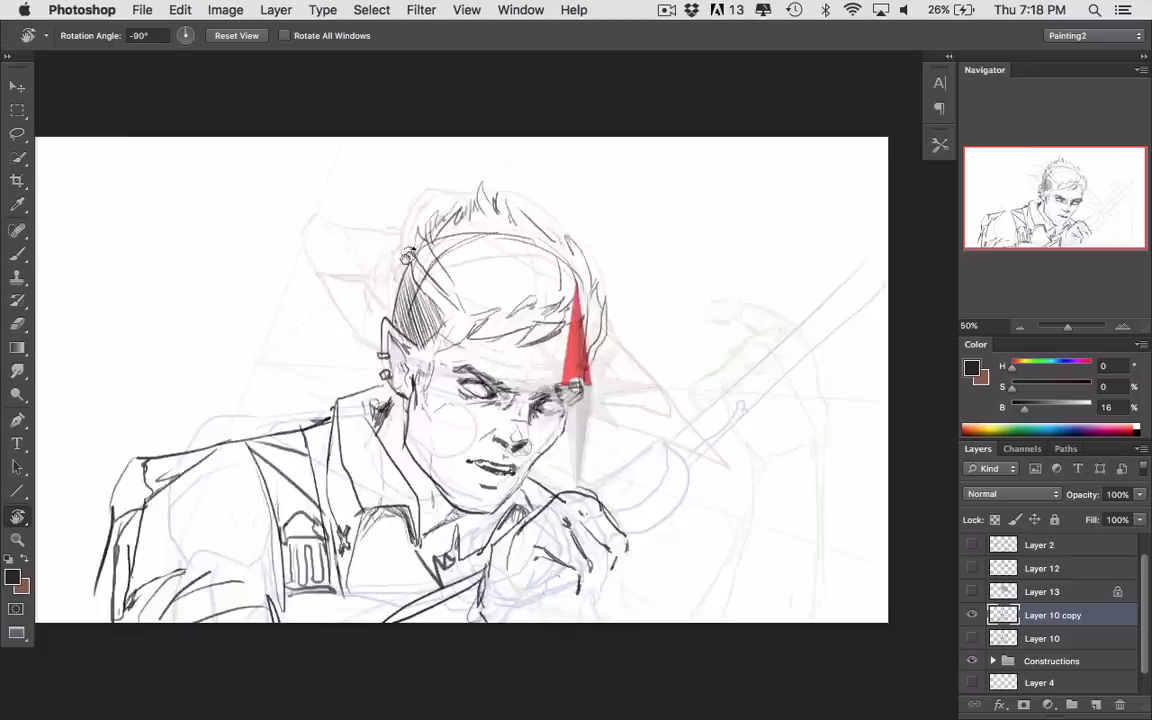 Photoshop File Edit Image Layer Type Select Filter View Window Help 13 26% Thu 7:18 PM
Rotation Angle: -90° Reset View Rotate All Windows Painting2
Navigator
50%
Color
H 0 °
S 0 %
B 16 %
Layers Channels Paths
Kind
Normal Opacity: 100%
Lock: Fill: 100%
Layer 2
Layer 12
Layer 13
Layer 10 copy
Layer 10
Constructions
Layer 4